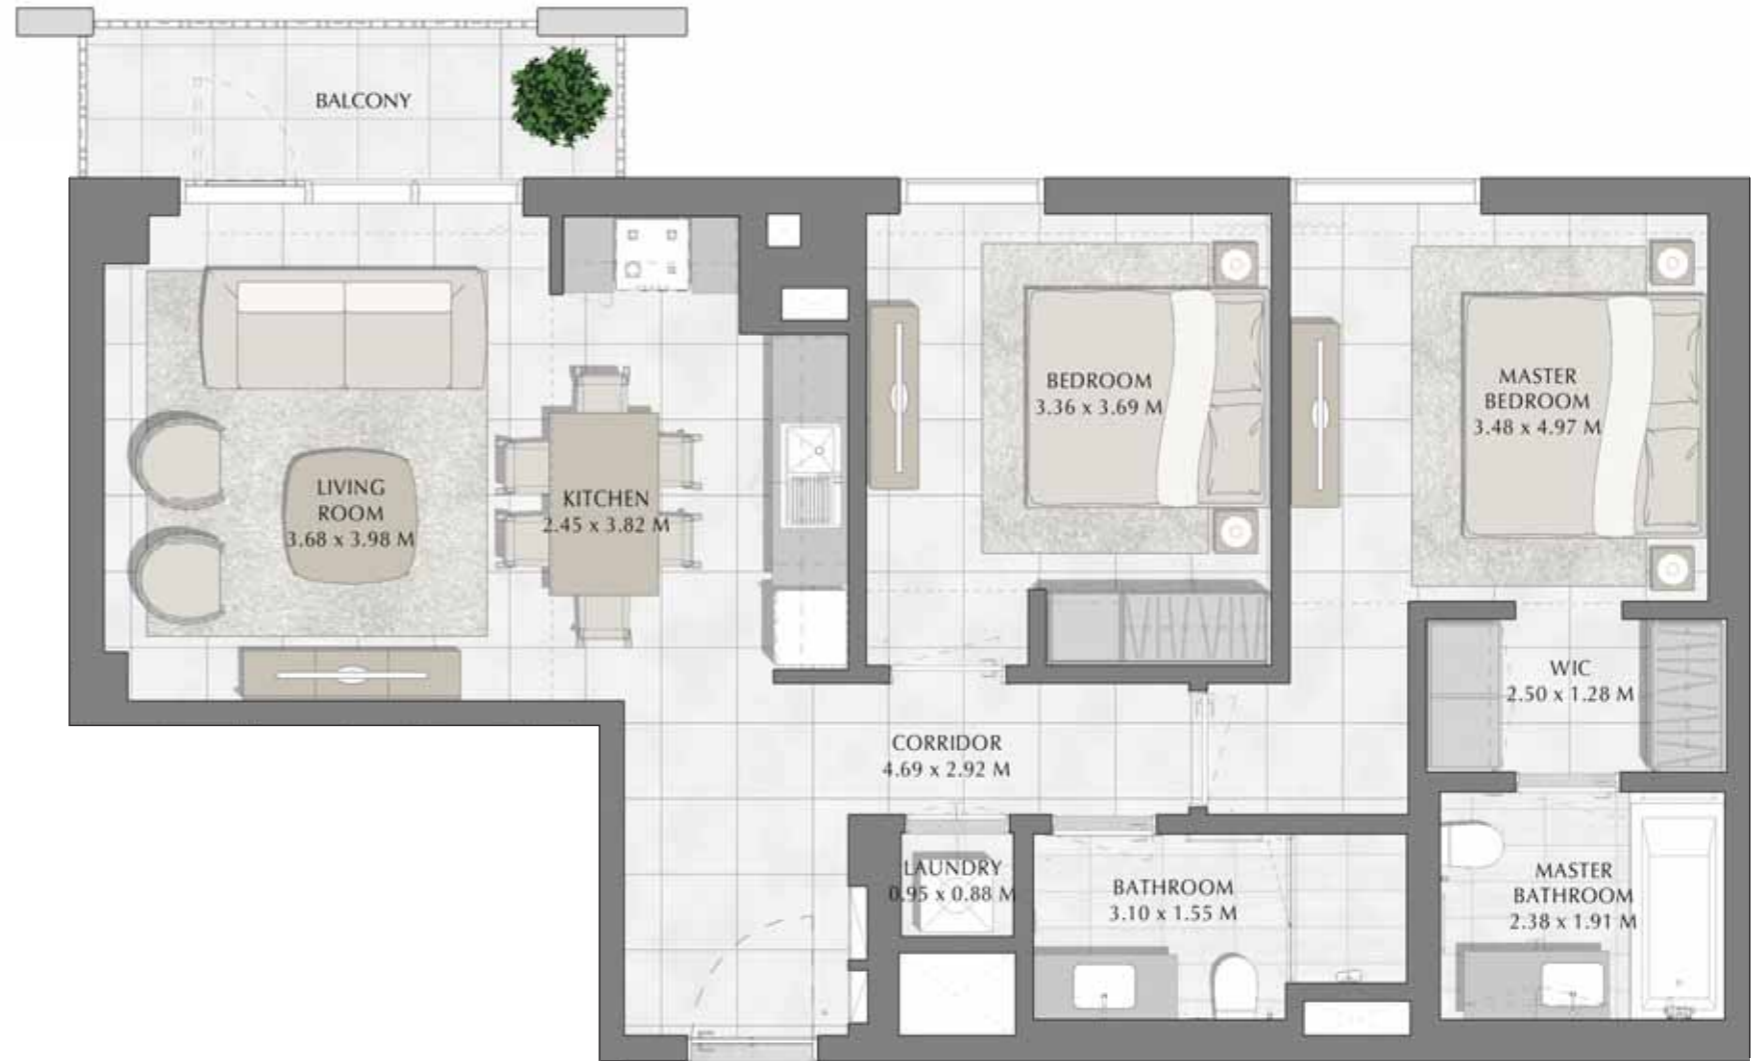 BALCONY
BEDROOM
3.36 x 3.69 M
MASTER
BEDROOM
3.48 x 4.97 M
LIVING
ROOM
3.68 x 3.98 M
KITCHEN
2.45 x 3.82 M
WIC
2.50 x 1.28 M
CORRIDOR
4.69 x 2.92 M
LAUNDRY
0.95 x 0.88 M
BATHROOM
3.10 x 1.55 M
MASTER
BATHROOM
2.38 x 1.91 M